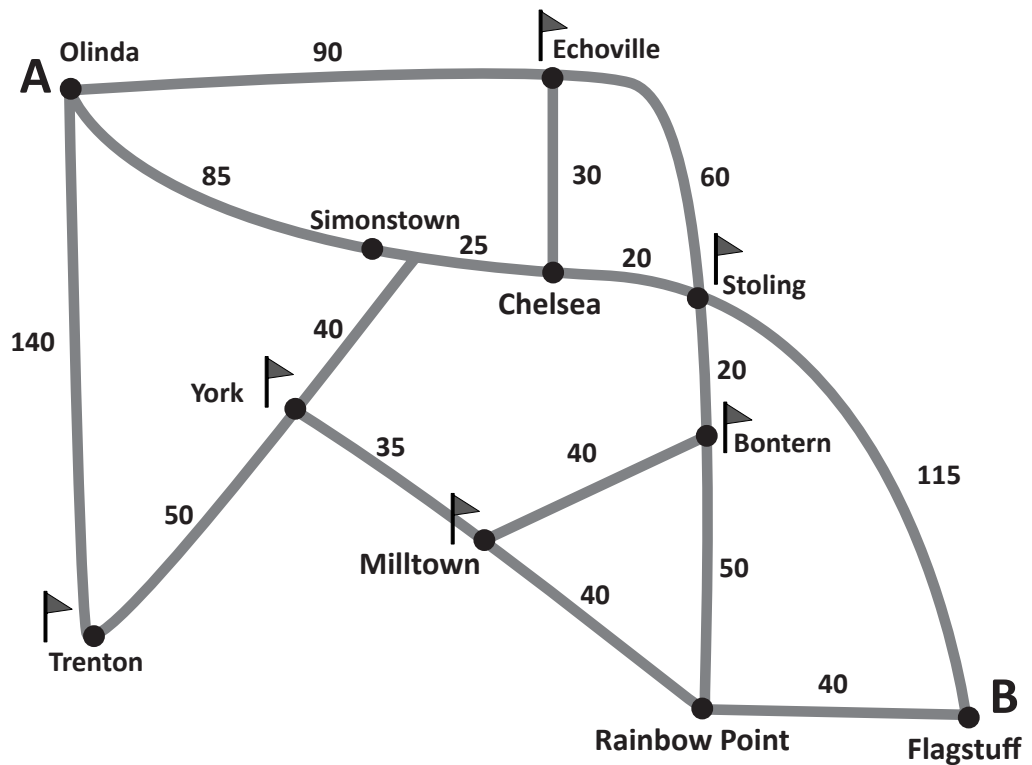 Olinda
A
90
Echoville
85
30
60
Simonstown
25
20
Stoling
Chelsea
140
40
20
York
35
40
Bontern
115
50
Milltown
50
40
Trenton
40
B
Rainbow Point
Flagstuff